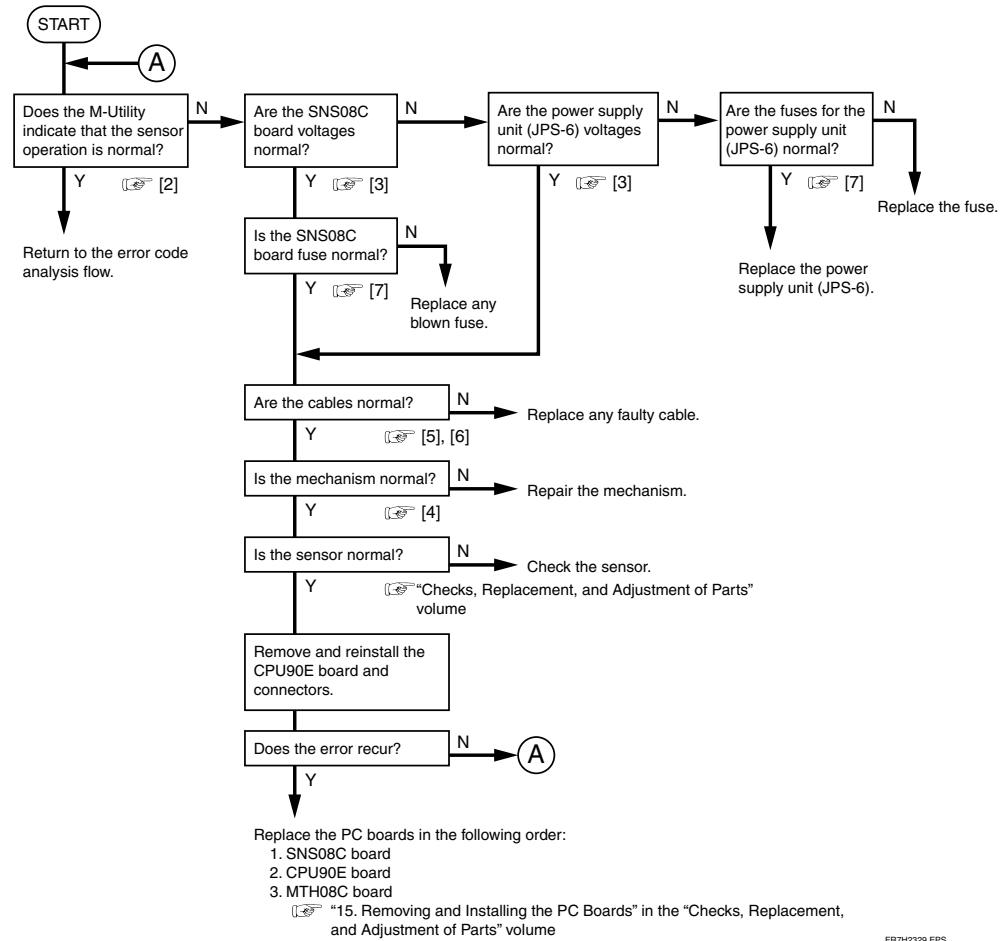 START
A
Does the M-Utility
indicate that the sensor
operation is normal?
N
Y
[2]
Return to the error code
analysis flow.
Are the SNS08C
board voltages
normal?
N
Y
[3]
Are the power supply
unit (JPS-6) voltages
normal?
N
Y
[3]
Are the fuses for the
power supply unit
(JPS-6) normal?
N
Y
[7]
Replace the fuse.
Replace the power
supply unit (JPS-6).
Is the SNS08C
board fuse normal?
N
Y
[7]
Replace any
blown fuse.
Are the cables normal?
N
Replace any faulty cable.
Y
[5], [6]
Is the mechanism normal?
N
Repair the mechanism.
Y
[4]
Is the sensor normal?
N
Check the sensor.
Y
"Checks, Replacement, and Adjustment of Parts"
volume
Remove and reinstall the
CPU90E board and
connectors.
Does the error recur?
N
A
Y
Replace the PC boards in the following order:
1. SNS08C board
2. CPU90E board
3. MTH08C board
"15. Removing and Installing the PC Boards" in the "Checks, Replacement,
and Adjustment of Parts" volume
FR7H2329.EPS